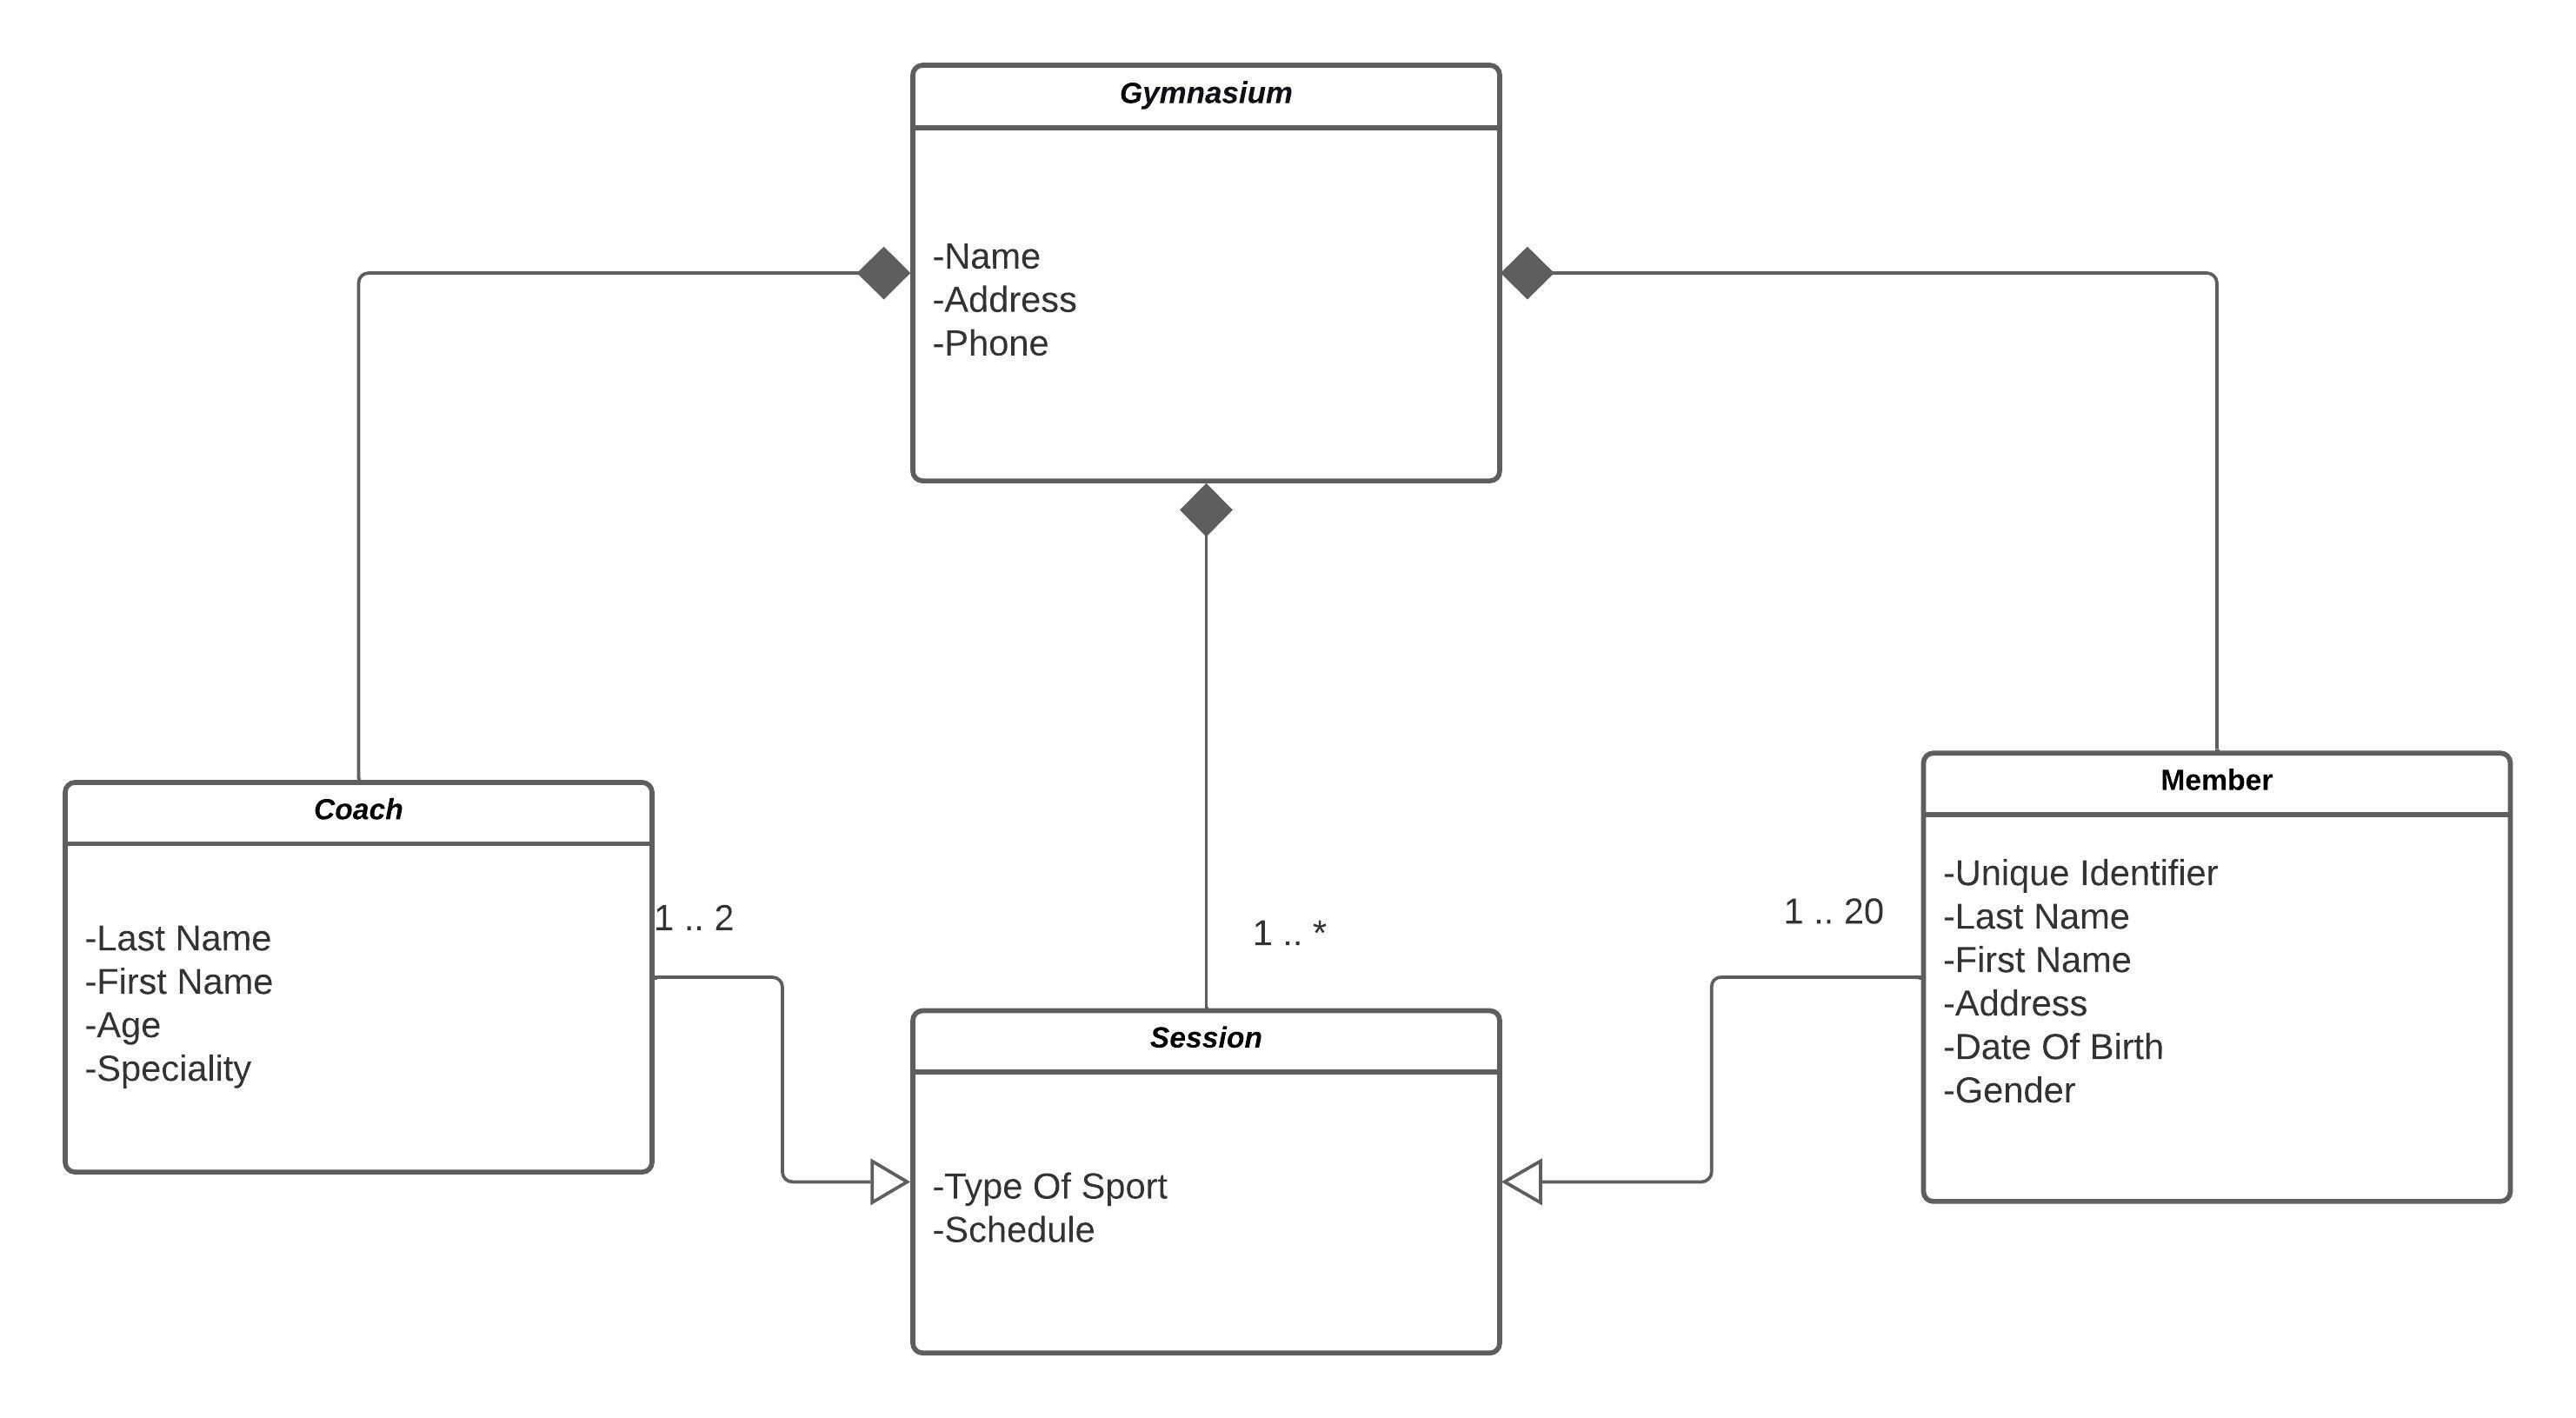 Gymnasium
-Name
-Address
-Phone
Coach
-Last Name
-First Name
-Age
-Speciality
1 .. 2
1 .. *
1 .. 20
Session
-Type Of Sport
-Schedule
Member
-Unique Identifier
-Last Name
-First Name
-Address
-Date Of Birth
-Gender